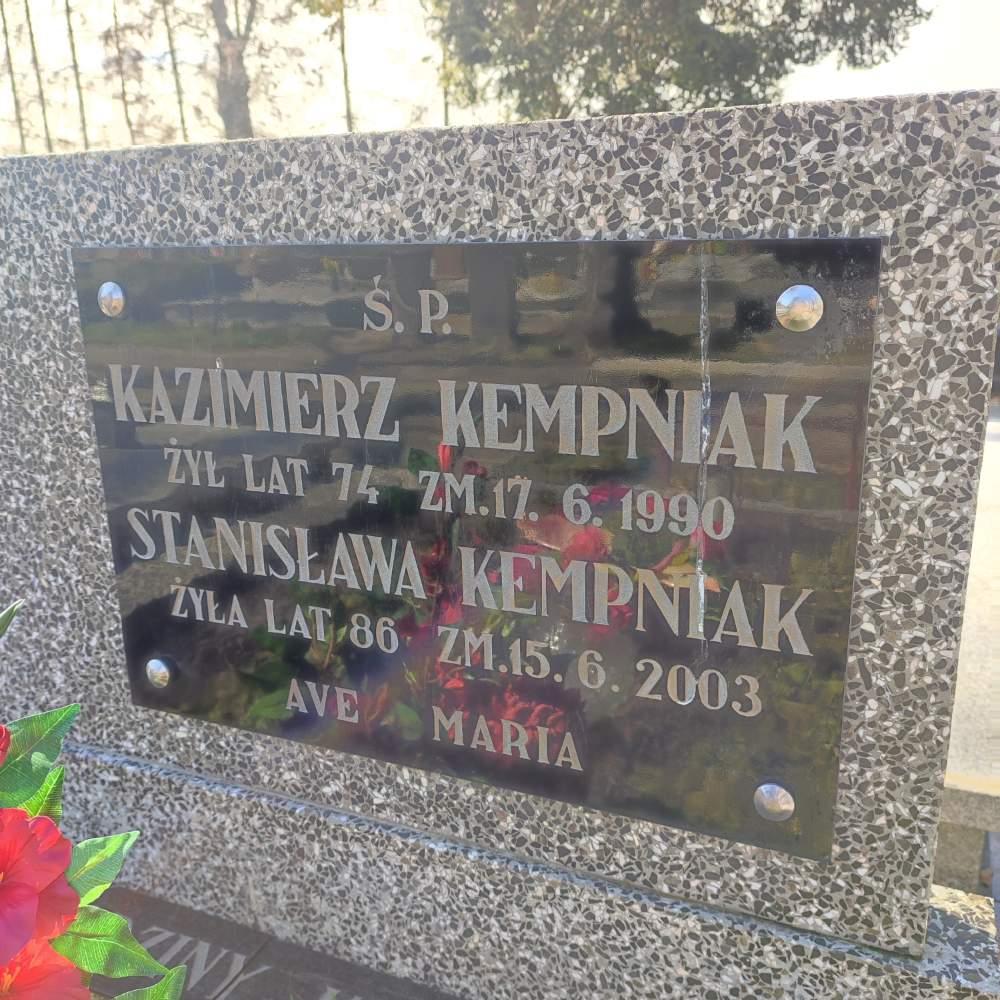 Ś. P.
KAZIMIERZ KEMPNIAK
ŻYŁ LAT 74 ZM. 17. 6. 1990
STANISŁAWA KEMPNIAK
ŻYŁA LAT 86 ZM. 15. 6. 2003
AVE MARIA